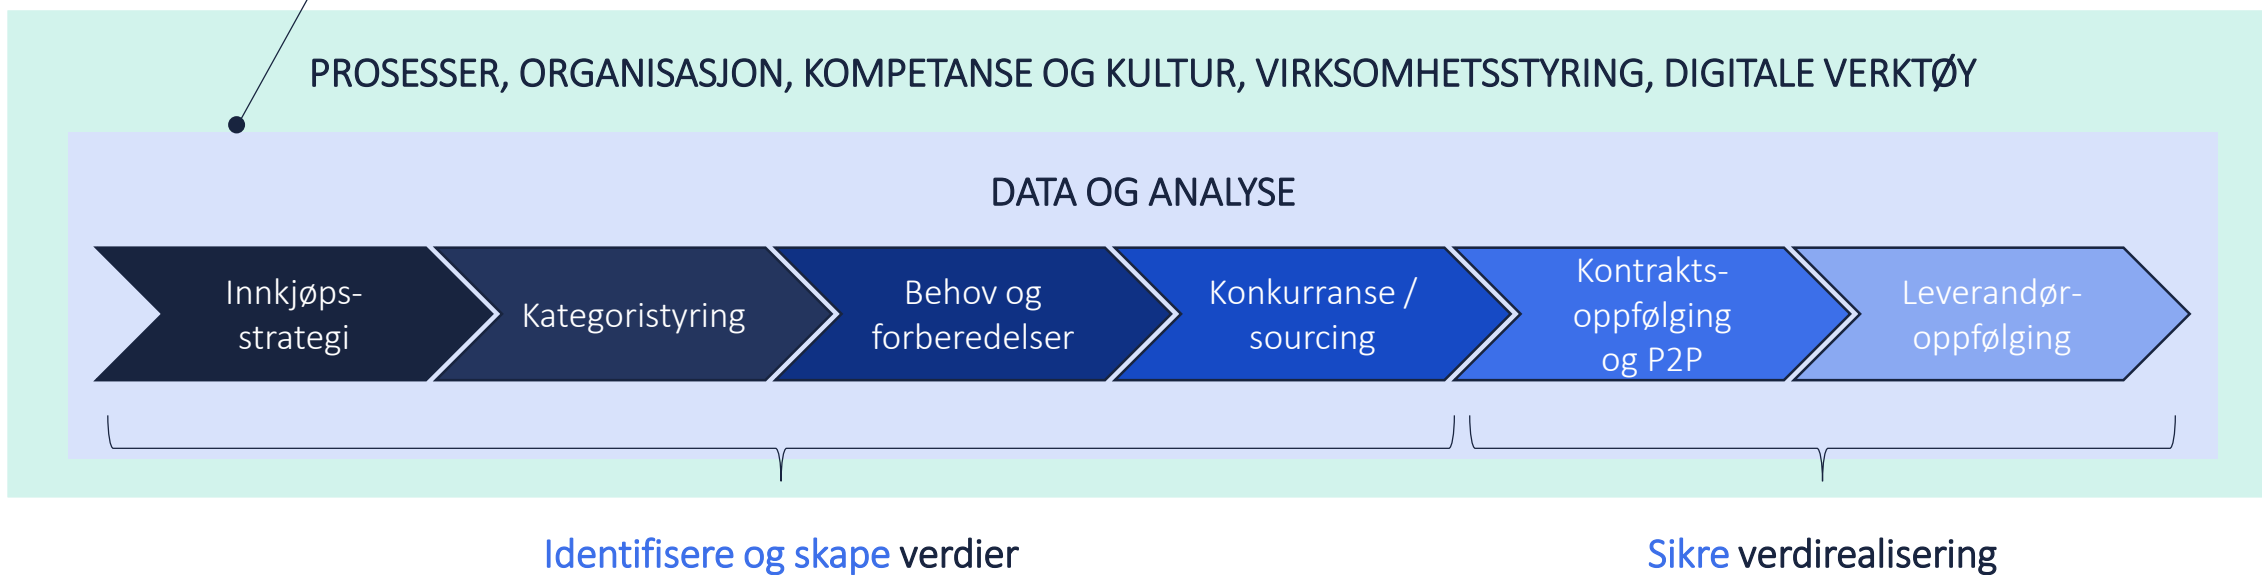 PROSESSER, ORGANISASJON, KOMPETANSE OG KULTUR, VIRKSOMHETSSTYRING, DIGITALE VERKTØY
DATA OG ANALYSE
Innkjøps-
strategi
Kategoristyring
Behov og
forberedelser
Konkurranse /
sourcing
Kontrakts-
oppfølging
og P2P
Leverandør-
oppfølging
Identifisere og skape verdier
Sikre verdirealisering